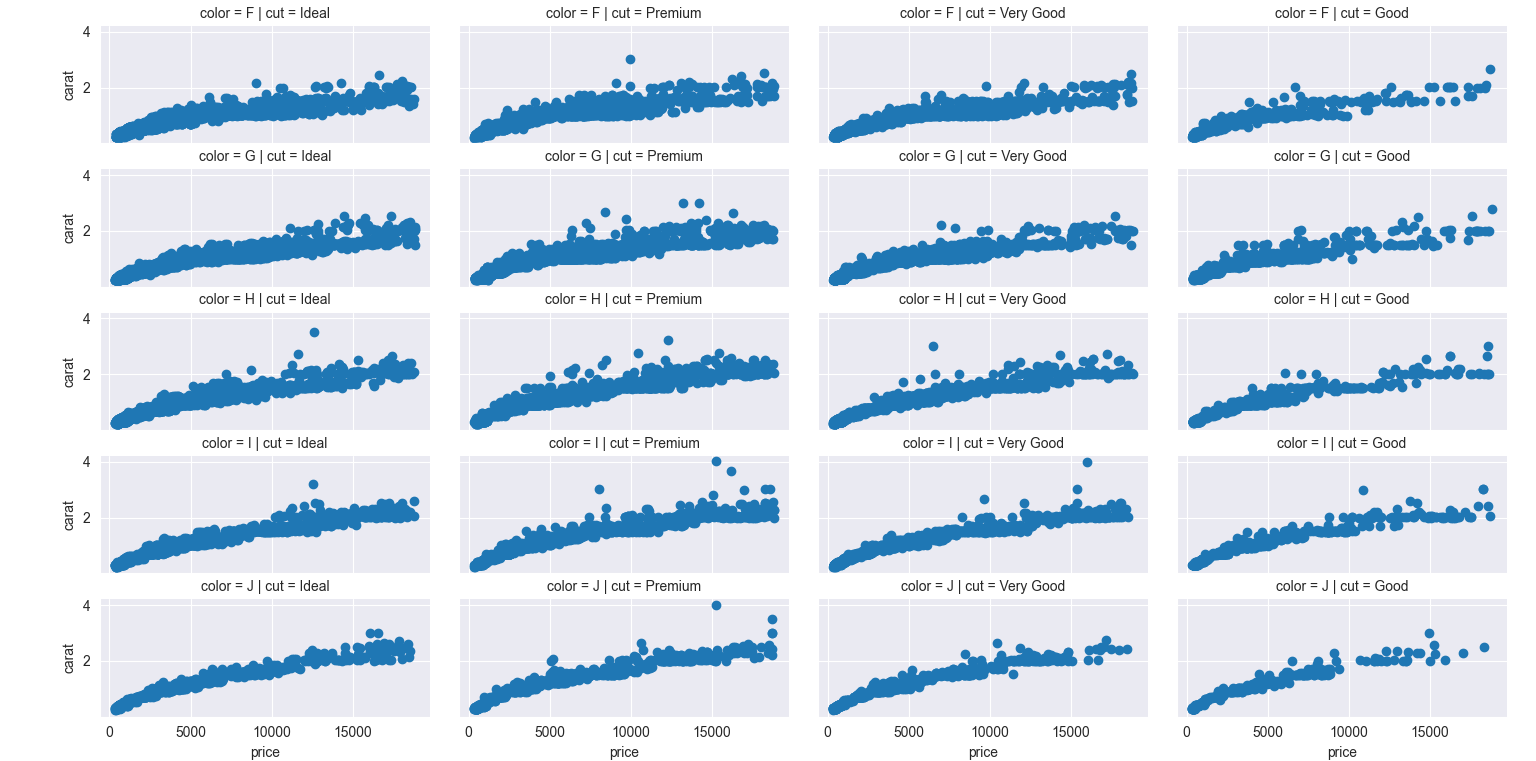 color = F | cut = Ideal
color = F | cut = Premium
color = F | cut = Very Good
color = F | cut = Good
4
2
carat
color = G | cut = Ideal
color = G | cut = Premium
color = G | cut = Very Good
color = G | cut = Good
4
2
carat
color = H | cut = Ideal
color = H | cut = Premium
color = H | cut = Very Good
color = H | cut = Good
4
2
carat
color = I | cut = Ideal
color = I | cut = Premium
color = I | cut = Very Good
color = I | cut = Good
4
2
carat
color = J | cut = Ideal
color = J | cut = Premium
color = J | cut = Very Good
color = J | cut = Good
4
2
carat
0 5000 10000 15000
0 5000 10000 15000
0 5000 10000 15000
0 5000 10000 15000
price
price
price
price